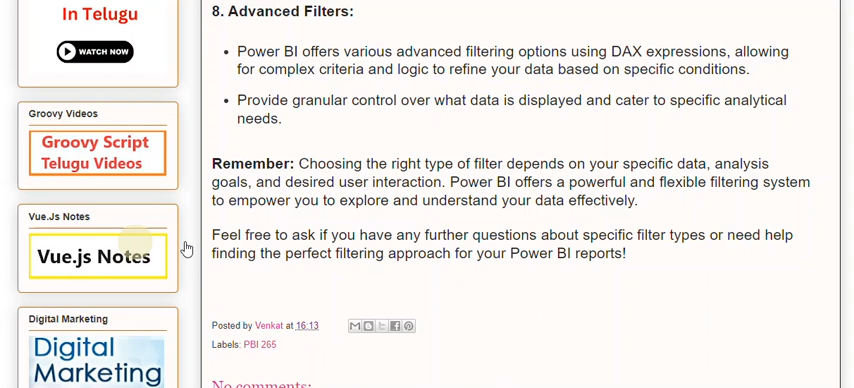 In Telugu
WATCH NOW
Groovy Videos
Groovy Script
Telugu Videos
Vue.Js Notes
Vue.js Notes
Digital Marketing
Digital
Marketing
8. Advanced Filters:
• Power BI offers various advanced filtering options using DAX expressions, allowing
for complex criteria and logic to refine your data based on specific conditions.
• Provide granular control over what data is displayed and cater to specific analytical
needs.
Remember: Choosing the right type of filter depends on your specific data, analysis
goals, and desired user interaction. Power BI offers a powerful and flexible filtering system
to empower you to explore and understand your data effectively.
Feel free to ask if you have any further questions about specific filter types or need help
finding the perfect filtering approach for your Power BI reports!
Posted by Venkat at 16:13
Labels: PBI 265
No comments: